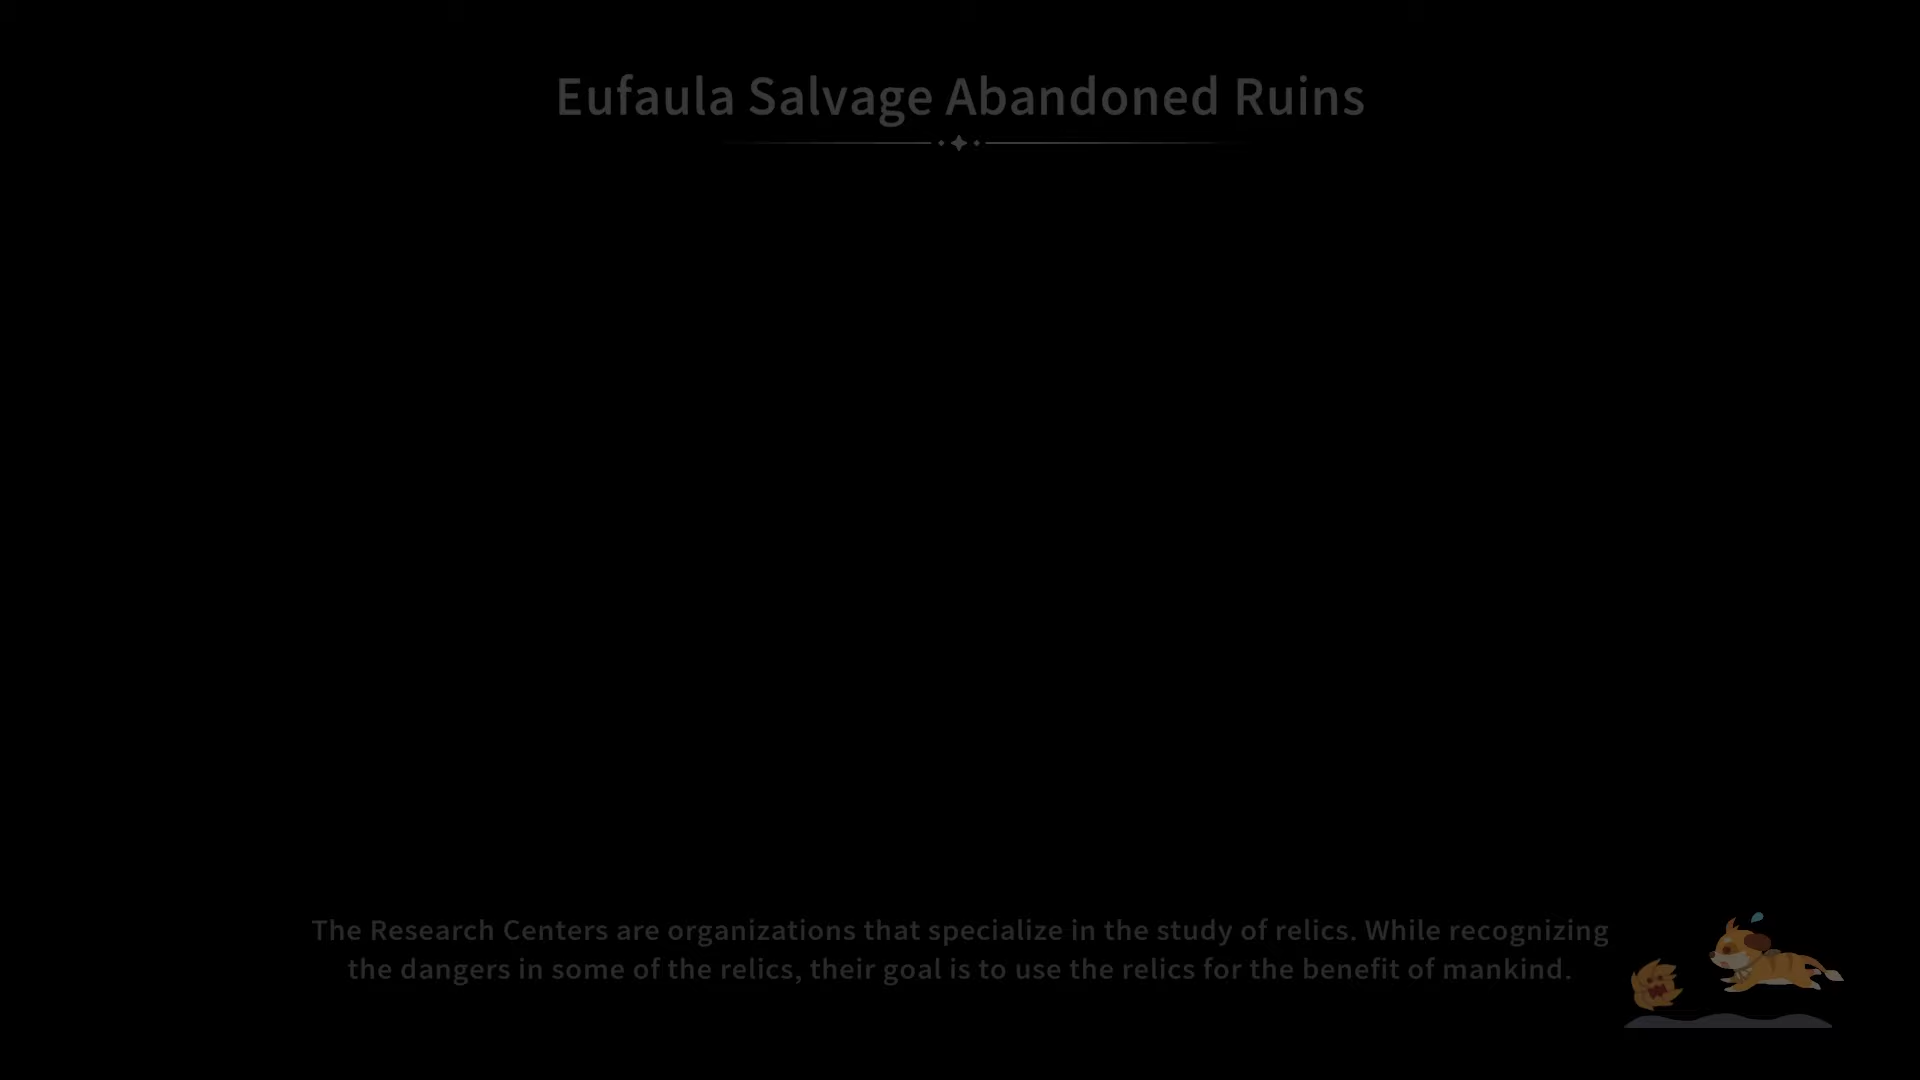 Eufaula Salvage Abandoned Ruins
The Research Centers are organizations that specialize in the study of relics. While recognizing
the dangers in some of the relics, their goal is to use the relics for the benefit of mankind.